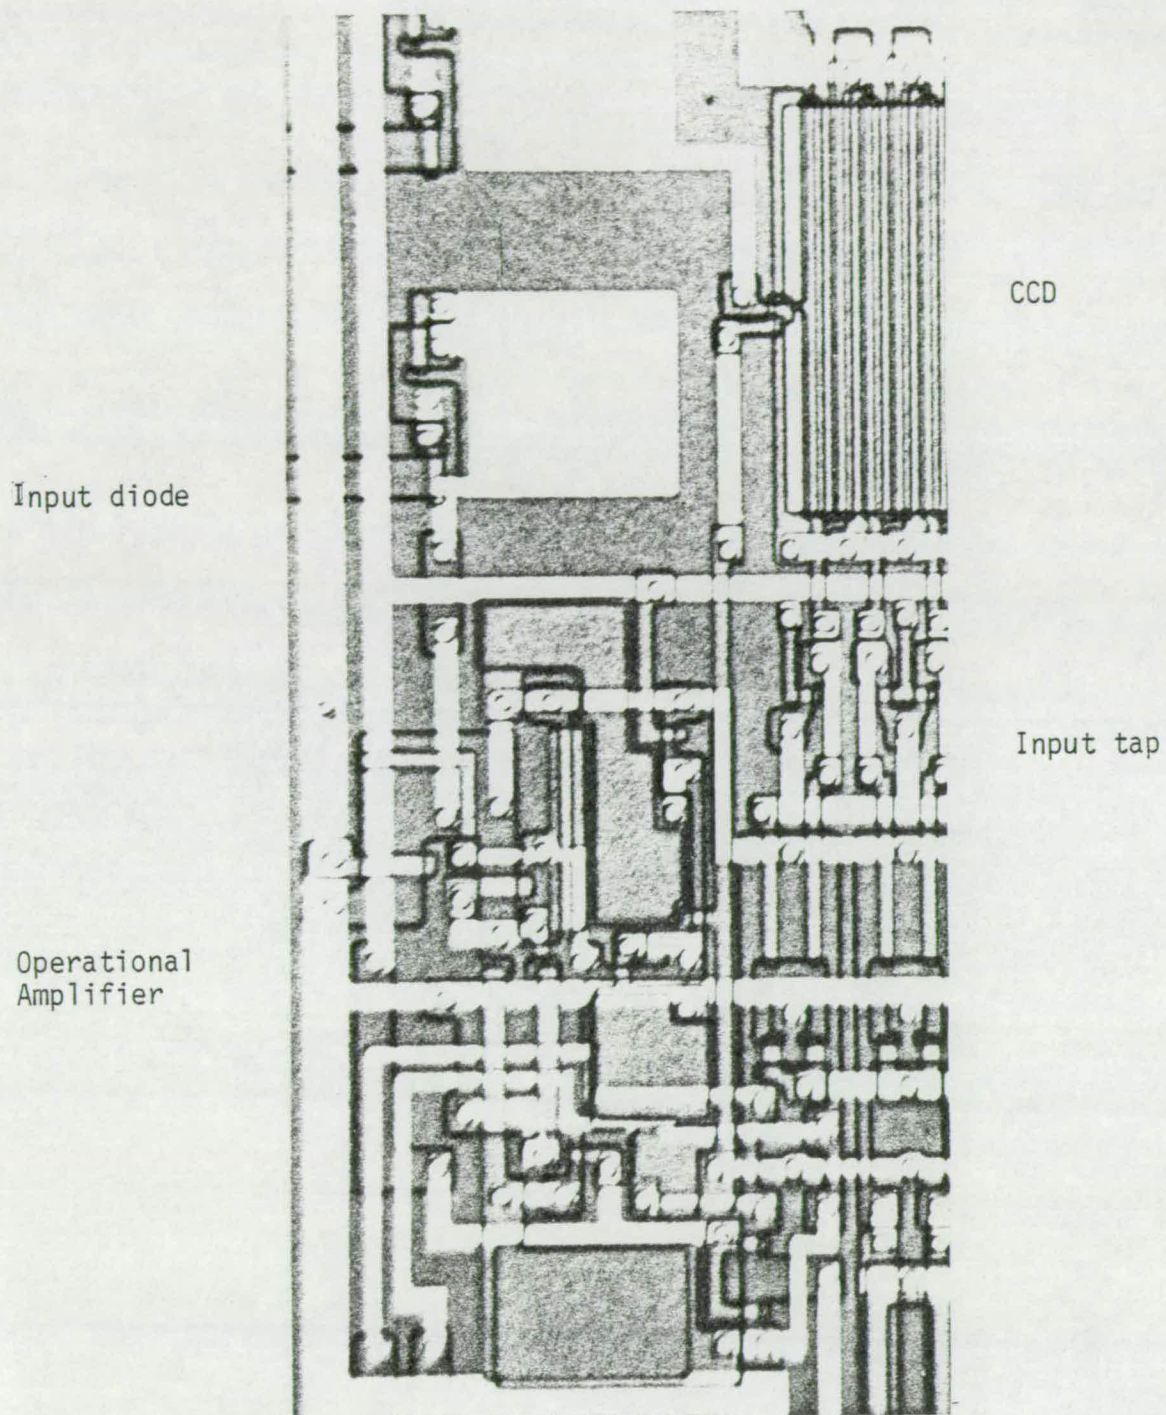 CCD
Input diode
Input tap
Operational
Amplifier